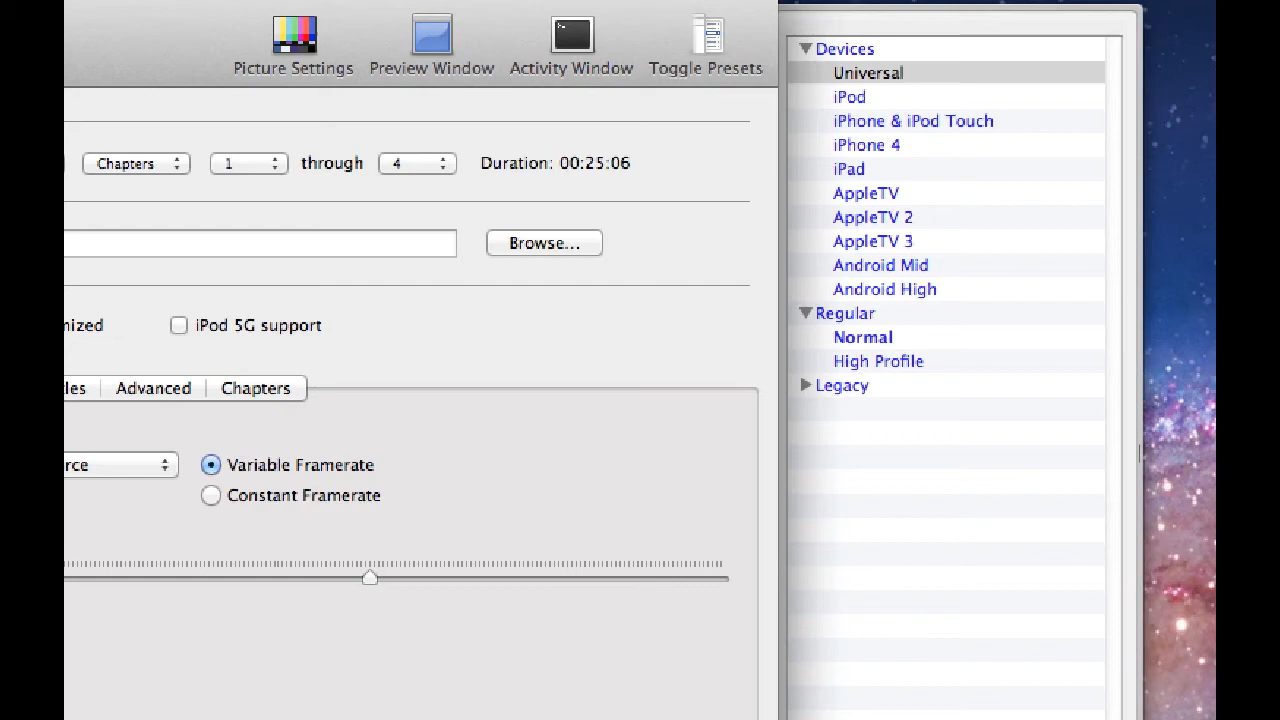 Picture Settings Preview Window Activity Window Toggle Presets
Chapters 1 through 4 Duration: 00:25:06
Browse...
mized iPod 5G support
les Advanced Chapters
rce Variable Framerate
Constant Framerate
Devices
Universal
iPod
iPhone & iPod Touch
iPhone 4
iPad
AppleTV
AppleTV 2
AppleTV 3
Android Mid
Android High
Regular
Normal
High Profile
Legacy